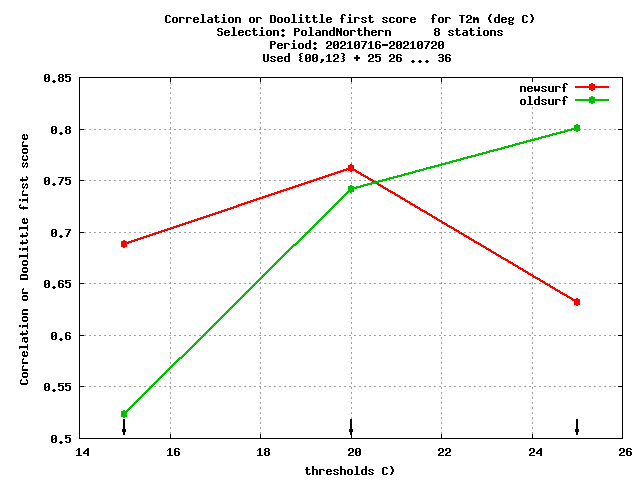 Correlation or Doolittle first score  for T2m (deg C)
Selection: PolandNorthern      8 stations
Period: 20210716-20210720
Used {00,12} + 25 26 ... 36
newsurf
oldsurf
Correlation or Doolittle first score
0.85
0.8
0.75
0.7
0.65
0.6
0.55
0.5
14 16 18 20 22 24 26
thresholds C)